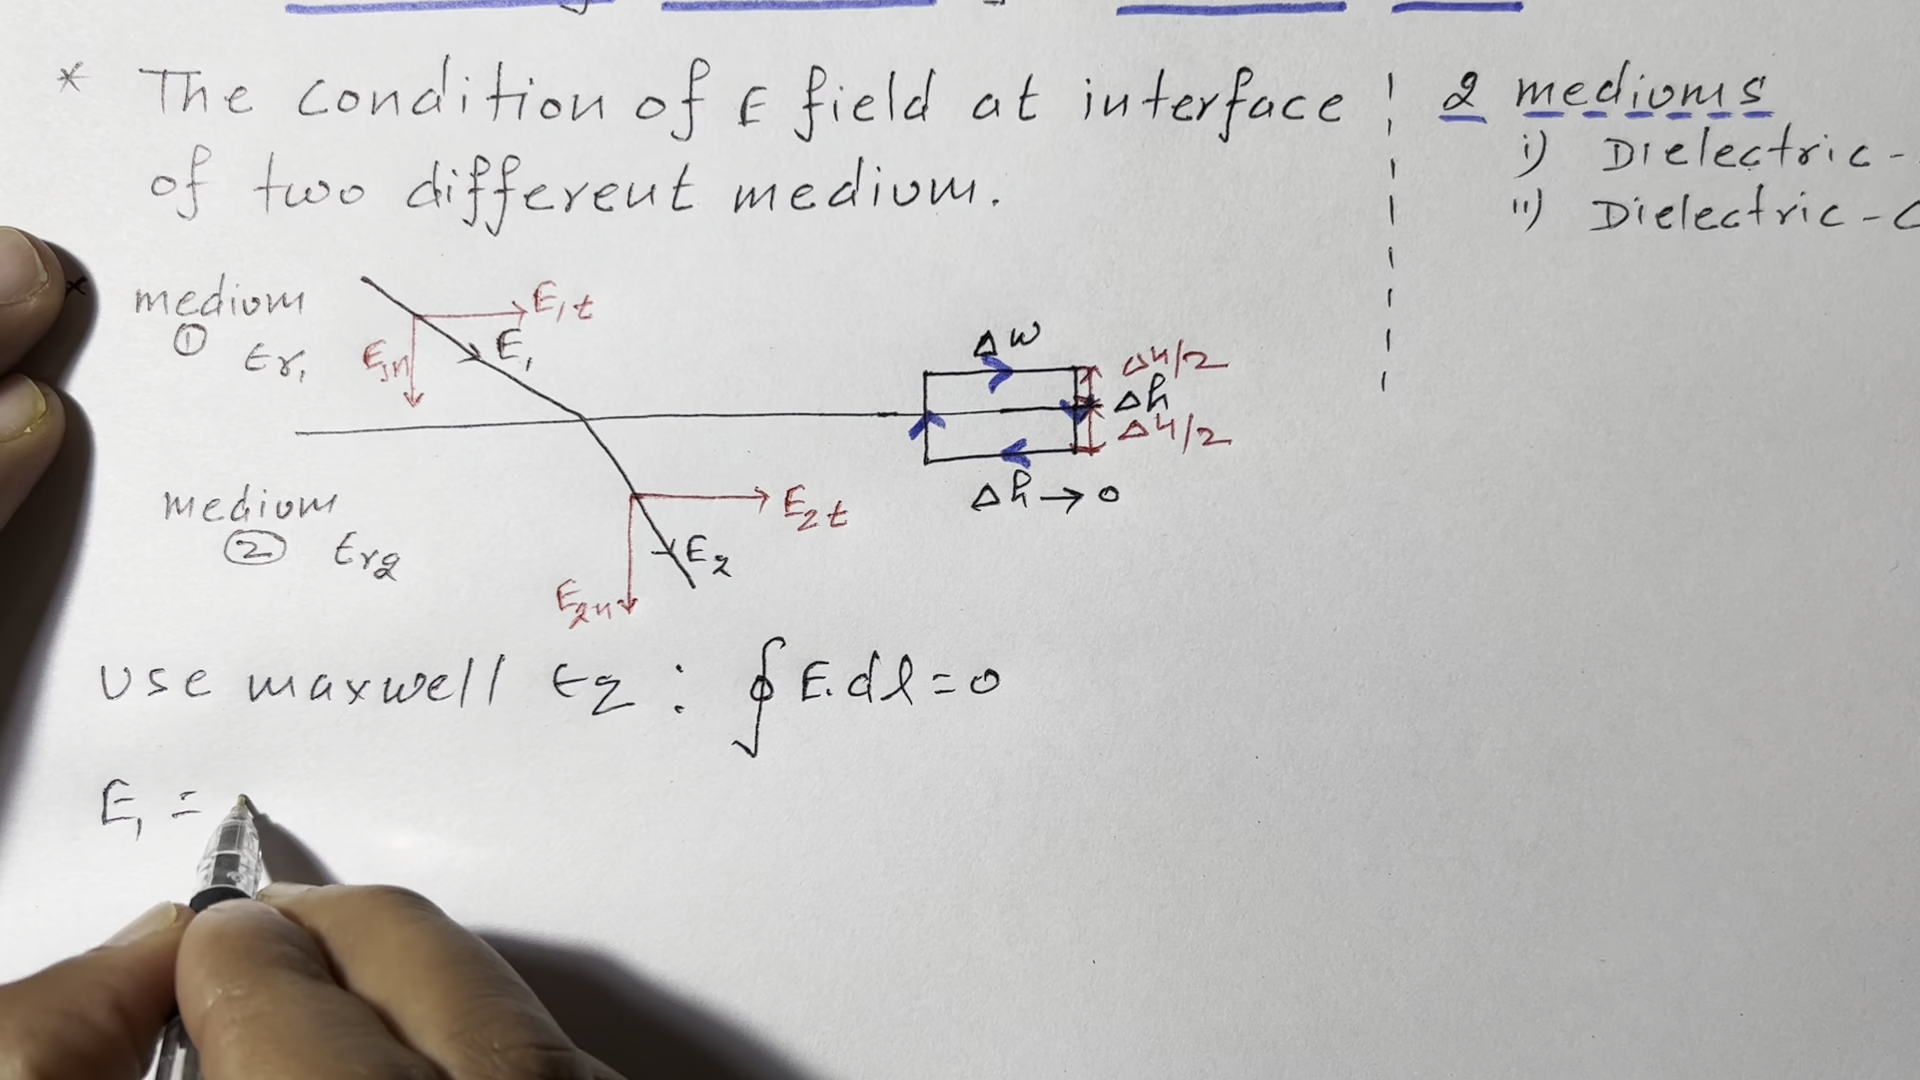 * The condition of E field at interface
of two different medium.
2 mediums
i) Dielectric -
ii) Dielectric - C
medium
① εr1
E1t
E1n
E1
medium
② εr2
E2t
E2n
E2
Δw
Δh/2
Δh
Δh/2
Δh → 0
use maxwell Eq : ∮ E.dl = 0
E1 =